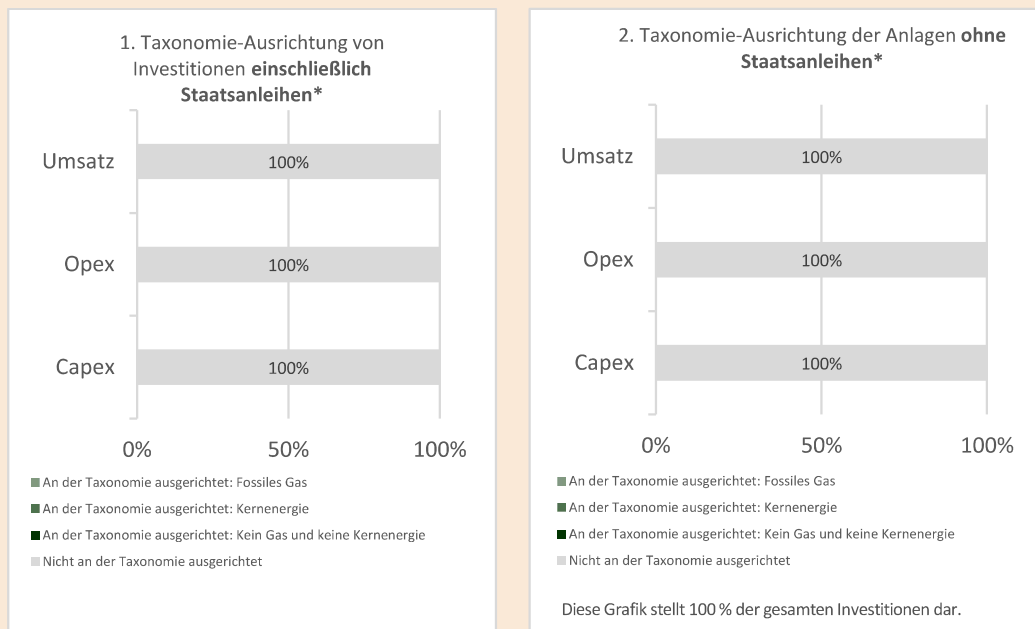 1. Taxonomie-Ausrichtung von
Investitionen einschließlich
Staatsanleihen*
Umsatz
100%
Opex
100%
Capex
100%
0%
50%
100%
An der Taxonomie ausgerichtet: Fossiles Gas
An der Taxonomie ausgerichtet: Kernenergie
An der Taxonomie ausgerichtet: Kein Gas und keine Kernenergie
Nicht an der Taxonomie ausgerichtet
2. Taxonomie-Ausrichtung der Anlagen ohne
Staatsanleihen*
Umsatz
100%
Opex
100%
Capex
100%
0%
50%
100%
An der Taxonomie ausgerichtet: Fossiles Gas
An der Taxonomie ausgerichtet: Kernenergie
An der Taxonomie ausgerichtet: Kein Gas und keine Kernenergie
Nicht an der Taxonomie ausgerichtet
Diese Grafik stellt 100 % der gesamten Investitionen dar.